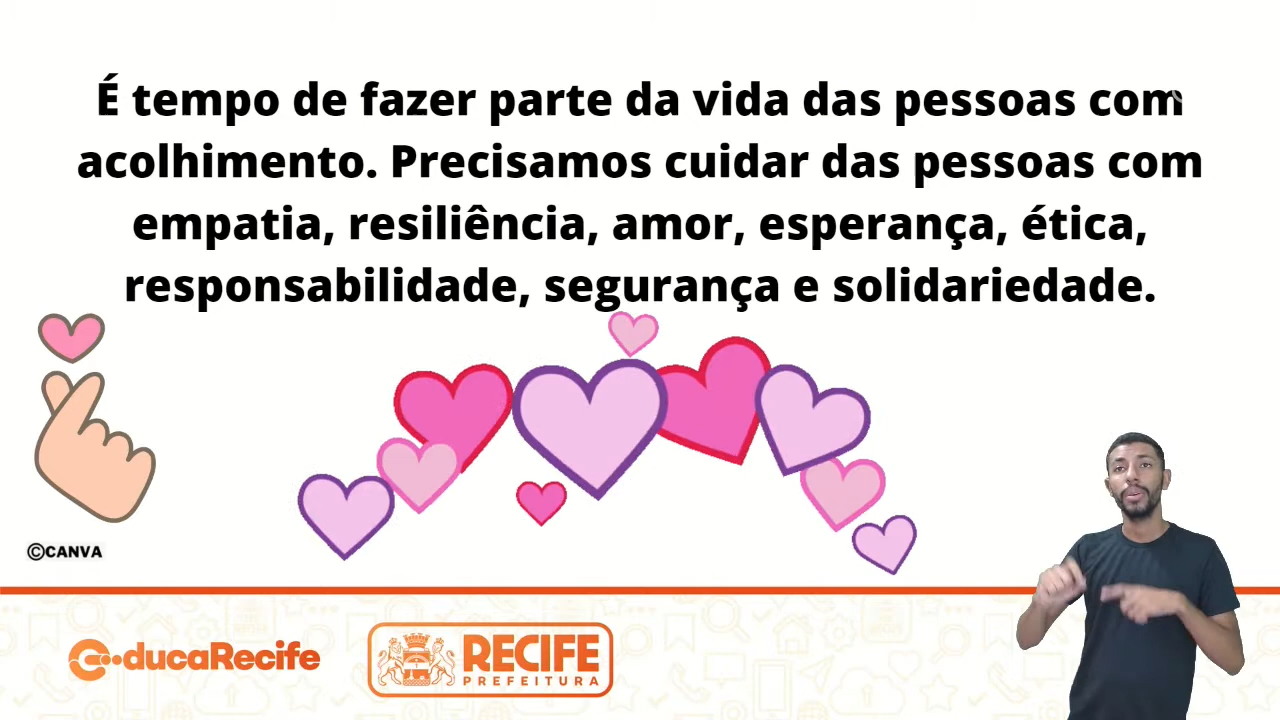 É tempo de fazer parte da vida das pessoas com
acolhimento. Precisamos cuidar das pessoas com
empatia, resiliência, amor, esperança, ética,
responsabilidade, segurança e solidariedade.
©CANVA
ducaRecife
RECIFE
PREFEITURA